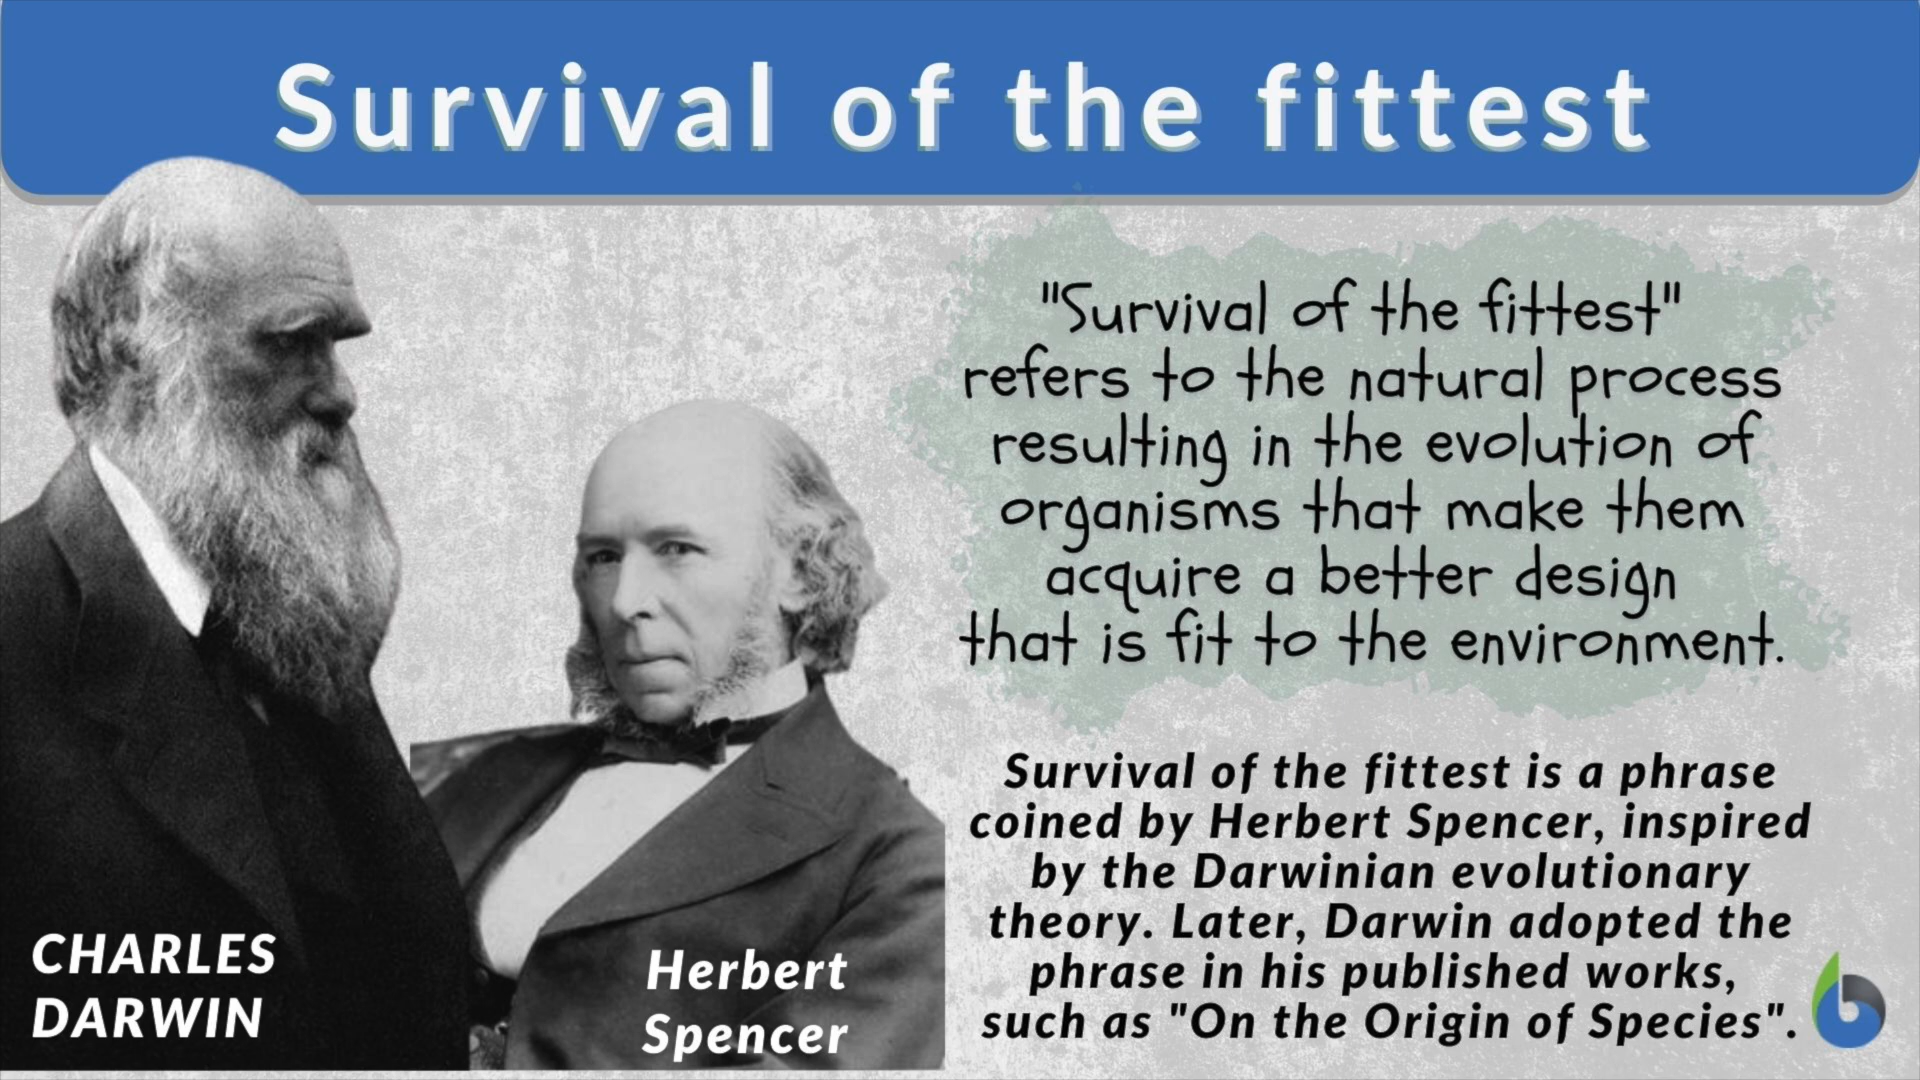 Survival of the fittest
"Survival of the fittest"
refers to the natural process
resulting in the evolution of
organisms that make them
acquire a better design
that is fit to the environment.
Survival of the fittest is a phrase
coined by Herbert Spencer, inspired
by the Darwinian evolutionary
theory. Later, Darwin adopted the
phrase in his published works,
such as "On the Origin of Species".
CHARLES
DARWIN
Herbert
Spencer